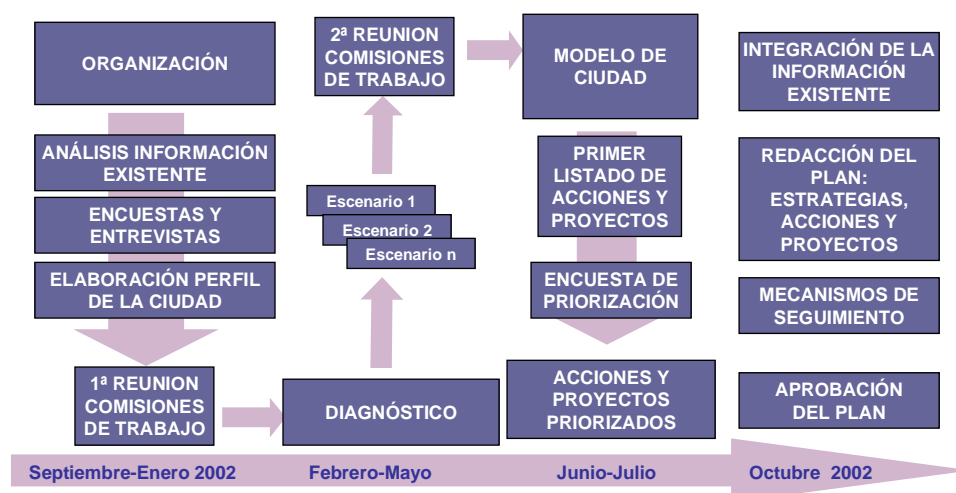 ORGANIZACIÓN
ANÁLISIS INFORMACIÓN
EXISTENTE
ENCUESTAS Y
ENTREVISTAS
ELABORACIÓN PERFIL
DE LA CIUDAD
1ª REUNION
COMISIONES
DE TRABAJO
DIAGNÓSTICO
Escenario 1
Escenario 2
Escenario n
2ª REUNION
COMISIONES
DE TRABAJO
MODELO DE
CIUDAD
PRIMER
LISTADO DE
ACCIONES Y
PROYECTOS
ENCUESTA DE
PRIORIZACIÓN
ACCIONES Y
PROYECTOS
PRIORIZADOS
INTEGRACIÓN DE LA
INFORMACIÓN
EXISTENTE
REDACCIÓN DEL
PLAN:
ESTRATEGIAS,
ACCIONES Y
PROYECTOS
MECANISMOS DE
SEGUIMIENTO
APROBACIÓN
DEL PLAN
Septiembre-Enero 2002
Febrero-Mayo
Junio-Julio
Octubre 2002